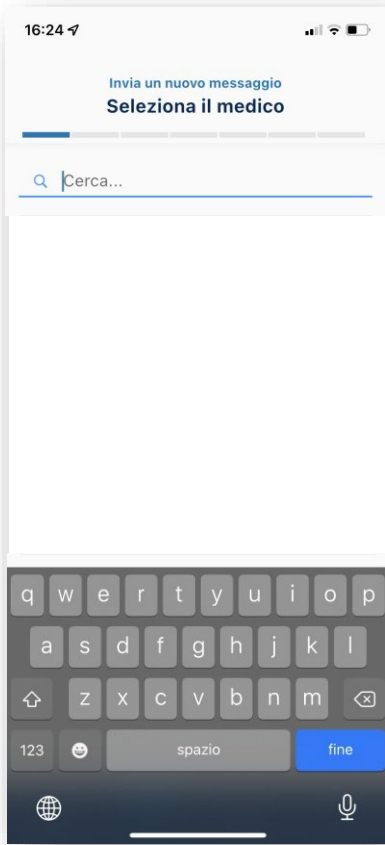 16:24
Invia un nuovo messaggio
Seleziona il medico
Cerca...
q w e r t y u i o p
a s d f g h j k l
z x c v b n m
123 spazio fine